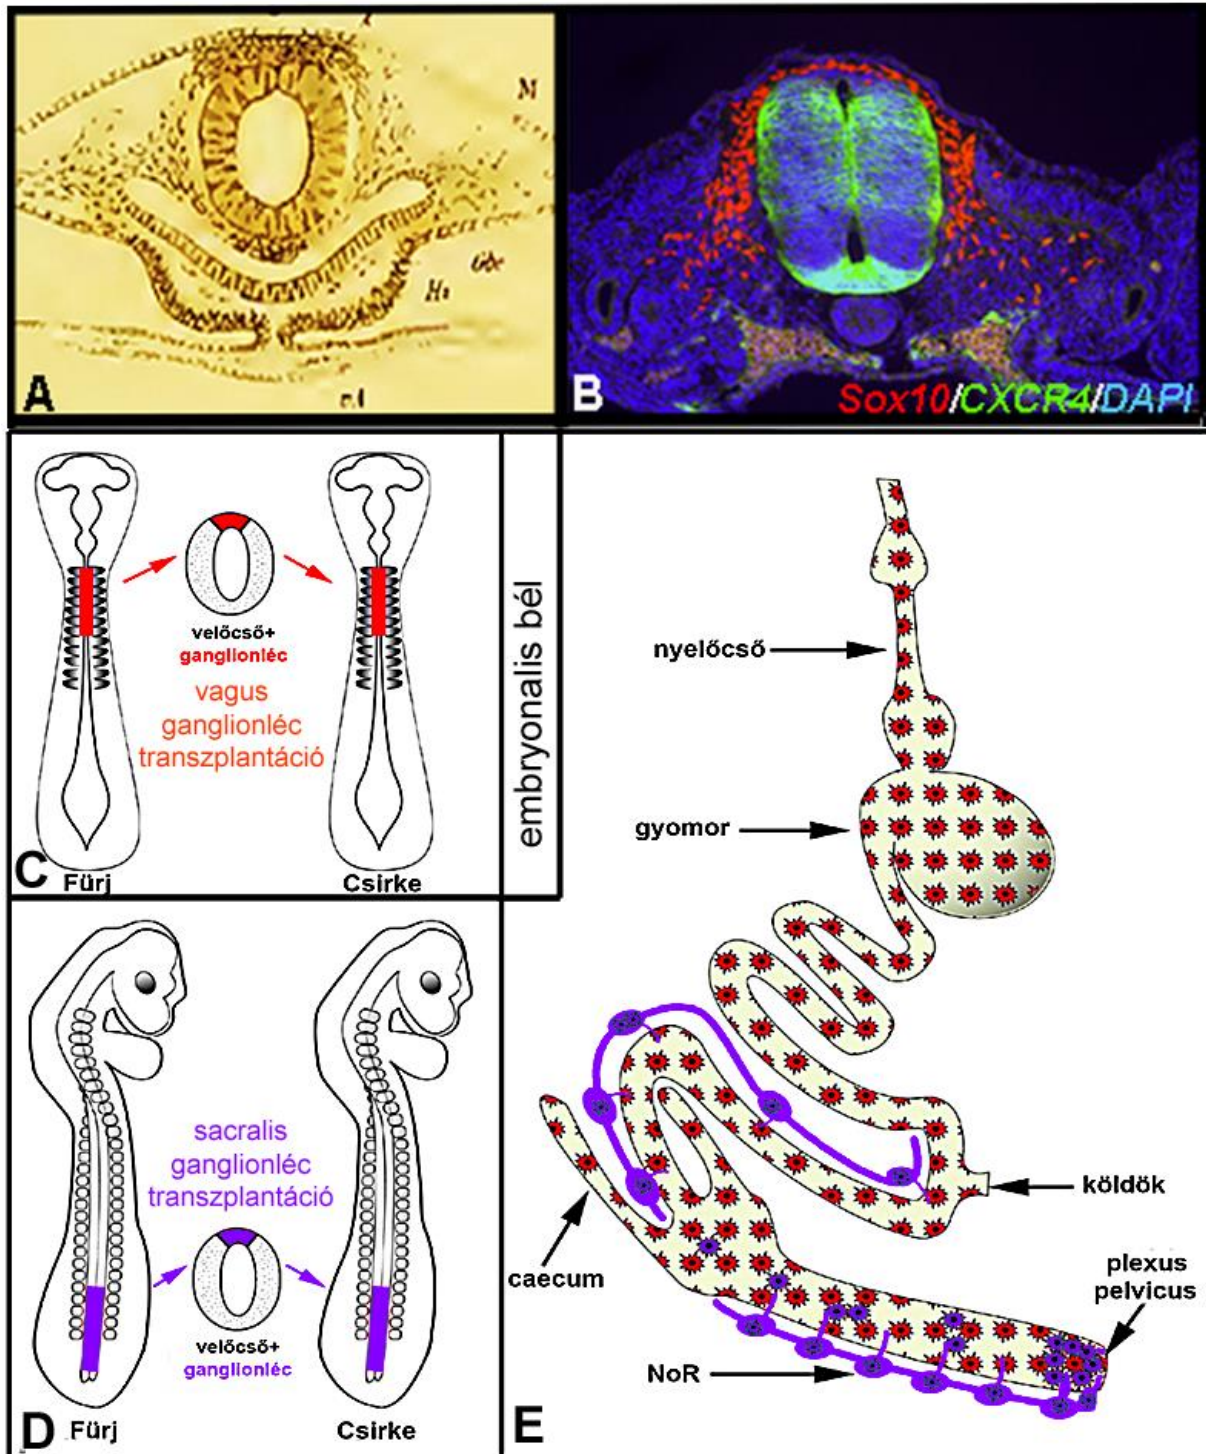 M
A
B
Sox10/CXCR4/DAPI
velőcső+
ganglionléc
vagus
ganglionléc
transzplantáció
C
Fürj
Csirke
embryonalis bél
nyelőcső
gyomor
köldök
caecum
plexus
pelvicus
NoR
E
sacralis
ganglionléc
transzplantáció
velőcső+
ganglionléc
D
Fürj
Csirke